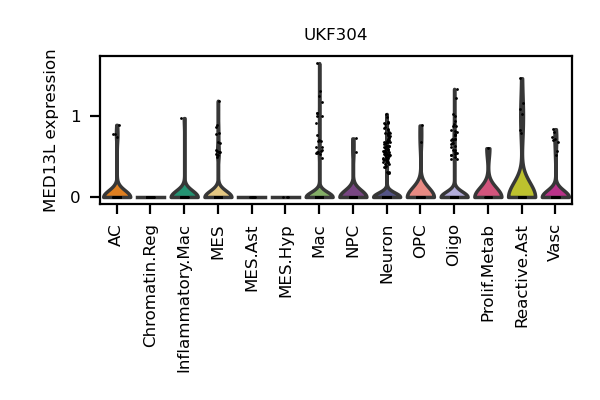 UKF304
MED13L expression
1
0
AC
Chromatin.Reg
Inflammatory.Mac
MES
MES.Ast
MES.Hyp
Mac
NPC
Neuron
OPC
Oligo
Prolif.Metab
Reactive.Ast
Vasc